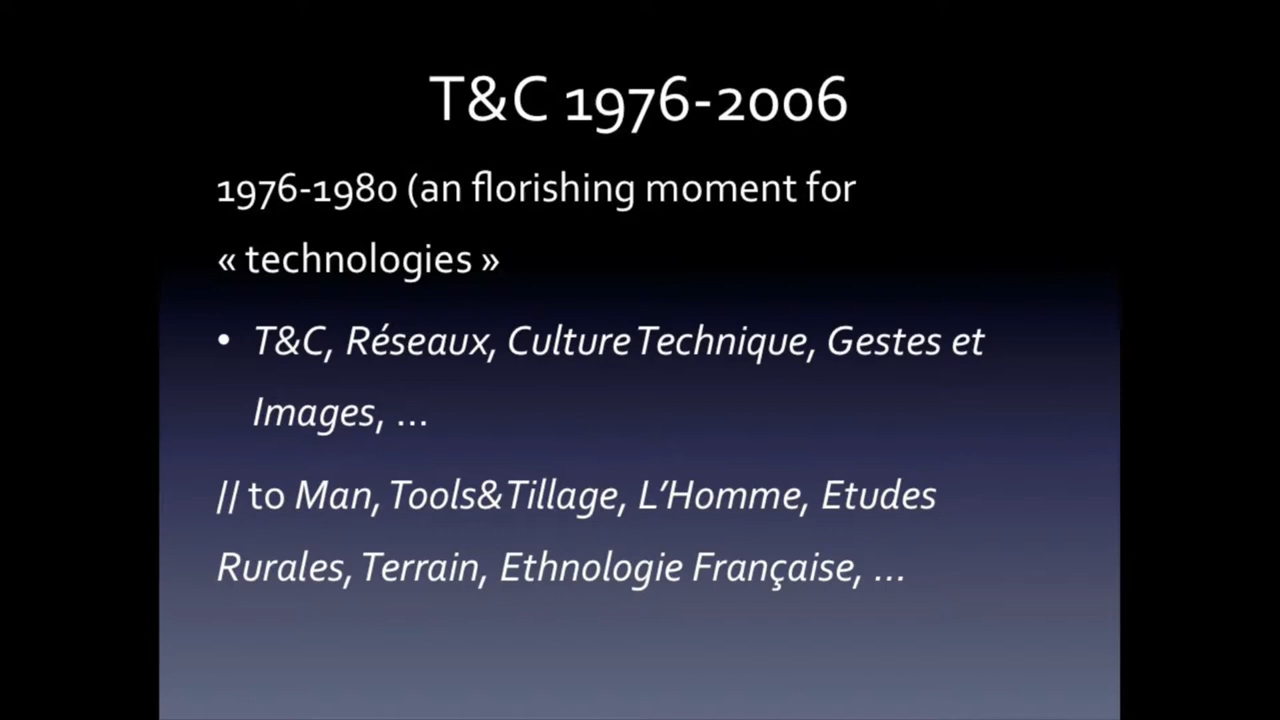 T&C 1976-2006
1976-1980 (an florishing moment for
« technologies »
• T&C, Réseaux, Culture Technique, Gestes et
Images, ...
// to Man, Tools&Tillage, L’Homme, Etudes
Rurales, Terrain, Ethnologie Française, ...